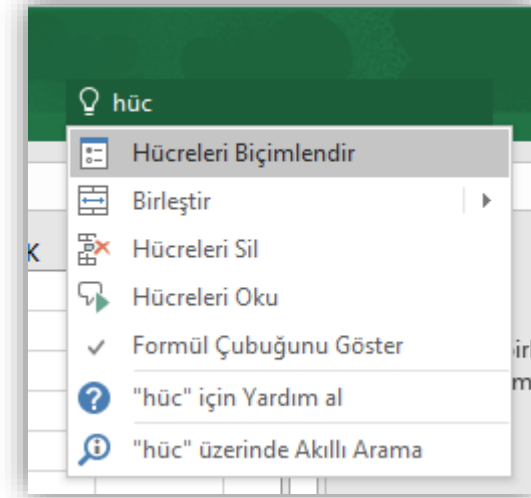 hüc
Hücreleri Biçimlendir
Birleştir
K
Hücreleri Sil
Hücreleri Oku
Formül Çubuğunu Göster
"hüc" için Yardım al
"hüc" üzerinde Akıllı Arama